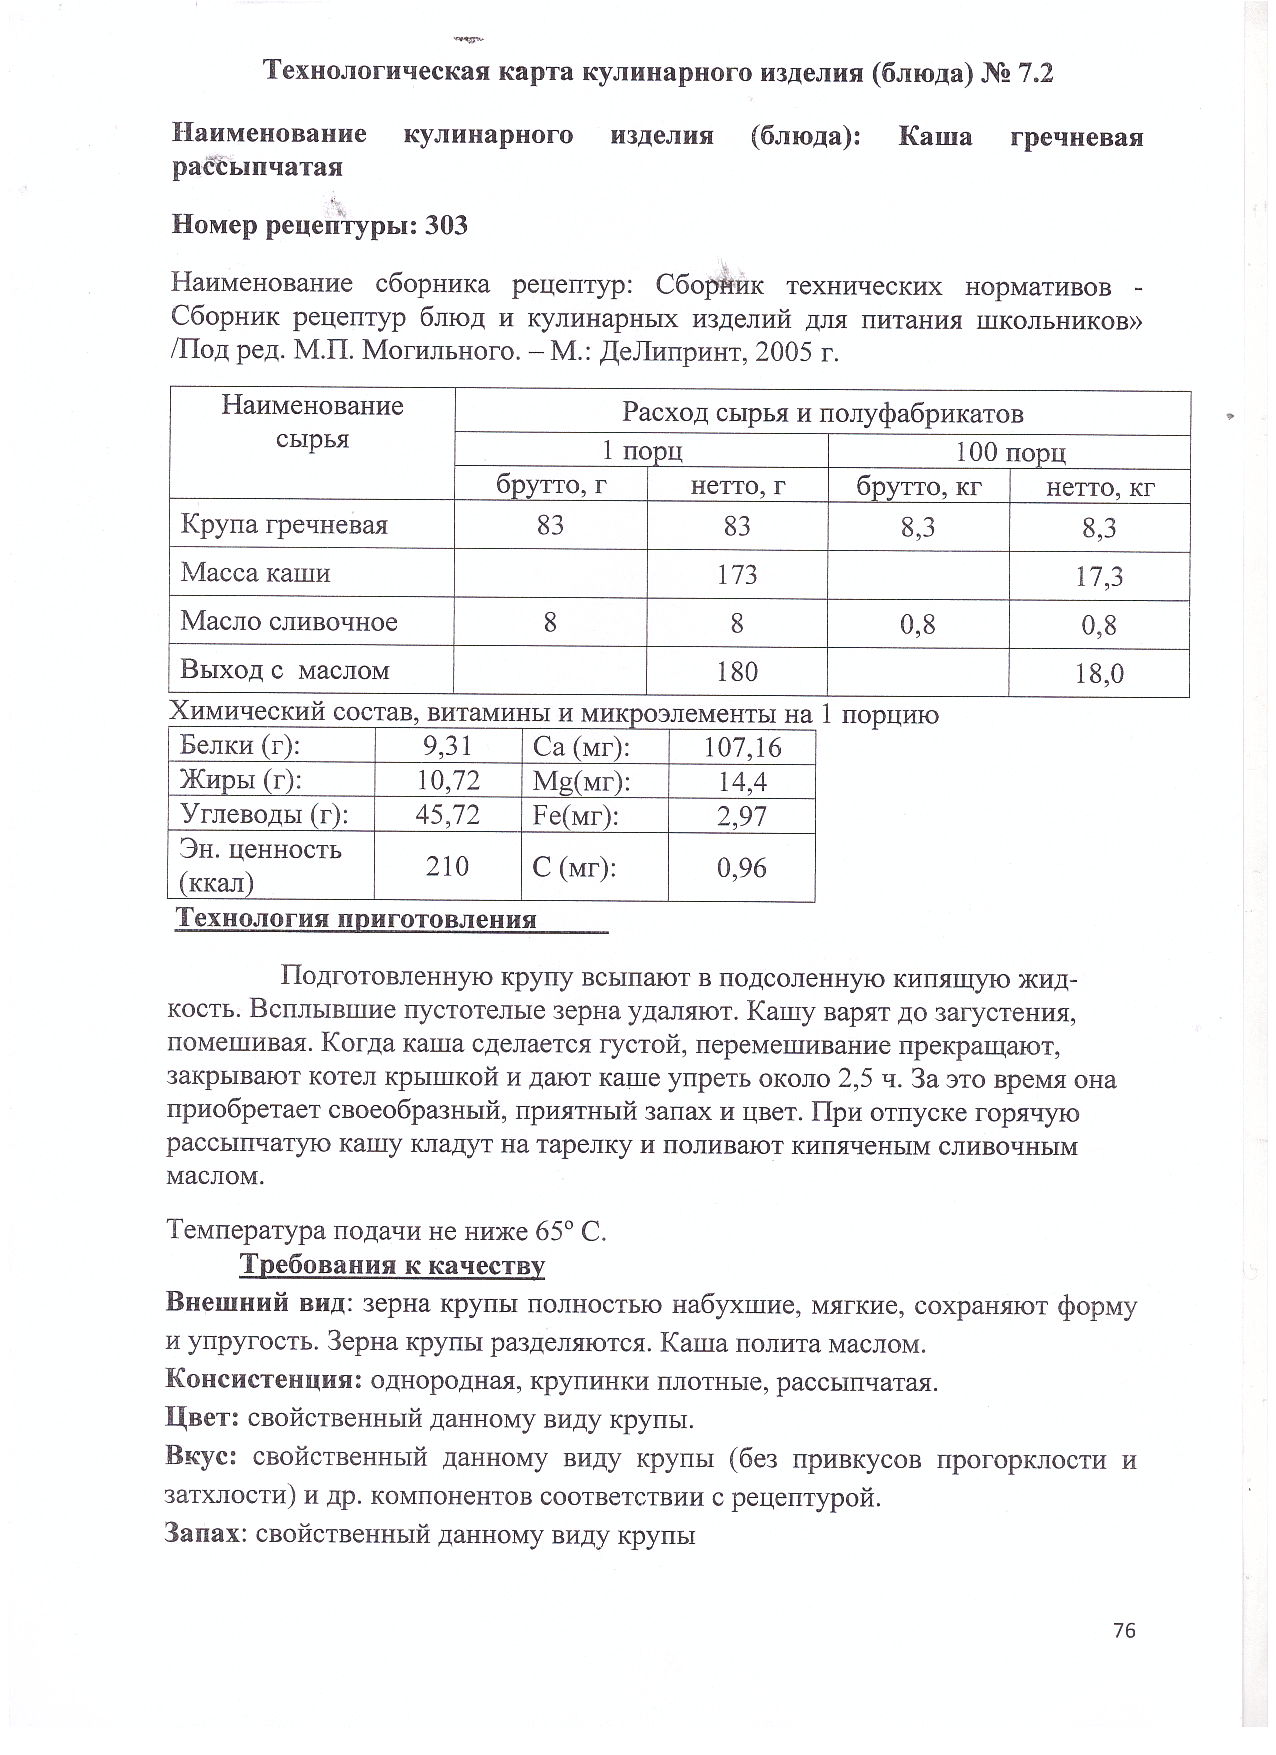 Технологическая карта кулинарного изделия (блюда) № 7.2
Наименование кулинарного изделия (блюда): Каша гречневая
рассыпчатая
Номер рецептуры: 303
Наименование сборника рецептур: Сборник технических нормативов -
Сборник рецептур блюд и кулинарных изделий для питания школьников»
/Под ред. М.П. Могильного. – М.: ДеЛипринт, 2005 г.
Наименование сырья Расход сырья и полуфабрикатов
1 порц 100 порц
брутто, г нетто, г брутто, кг нетто, кг
Крупа гречневая 83 83 8,3 8,3
Масса каши 173 17,3
Масло сливочное 8 8 0,8 0,8
Выход с маслом 180 18,0
Химический состав, витамины и микроэлементы на 1 порцию
Белки (г): 9,31 Ca (мг): 107,16
Жиры (г): 10,72 Mg(мг): 14,4
Углеводы (г): 45,72 Fe(мг): 2,97
Эн. ценность (ккал) 210 C (мг): 0,96
Технология приготовления
Подготовленную крупу всыпают в подсоленную кипящую жид-
кость. Всплывшие пустотелые зерна удаляют. Кашу варят до загустения,
помешивая. Когда каша сделается густой, перемешивание прекращают,
закрывают котел крышкой и дают каше упреть около 2,5 ч. За это время она
приобретает своеобразный, приятный запах и цвет. При отпуске горячую
рассыпчатую кашу кладут на тарелку и поливают кипяченым сливочным
маслом.
Температура подачи не ниже 65º С.
Требования к качеству
Внешний вид: зерна крупы полностью набухшие, мягкие, сохраняют форму
и упругость. Зерна крупы разделяются. Каша полита маслом.
Консистенция: однородная, крупинки плотные, рассыпчатая.
Цвет: свойственный данному виду крупы.
Вкус: свойственный данному виду крупы (без привкусов прогорклости и
затхлости) и др. компонентов соответствии с рецептурой.
Запах: свойственный данному виду крупы
76